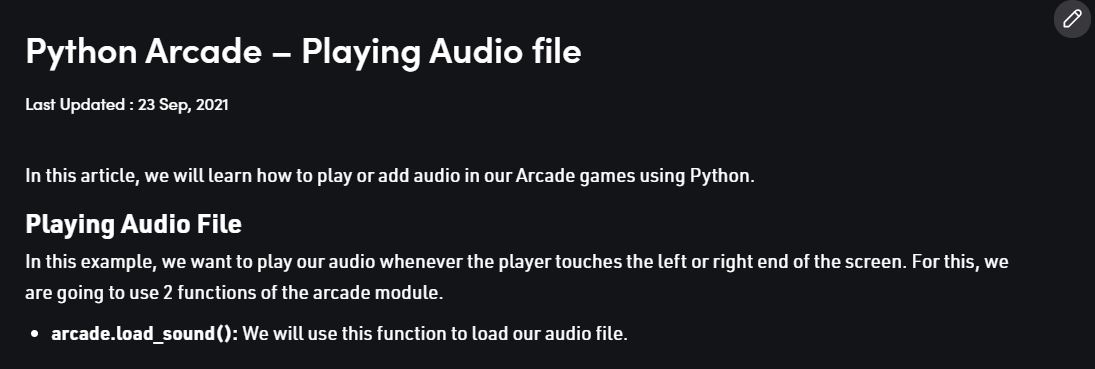 Python Arcade – Playing Audio file
Last Updated : 23 Sep, 2021
In this article, we will learn how to play or add audio in our Arcade games using Python.
Playing Audio File
In this example, we want to play our audio whenever the player touches the left or right end of the screen. For this, we
are going to use 2 functions of the arcade module.
• arcade.load_sound(): We will use this function to load our audio file.